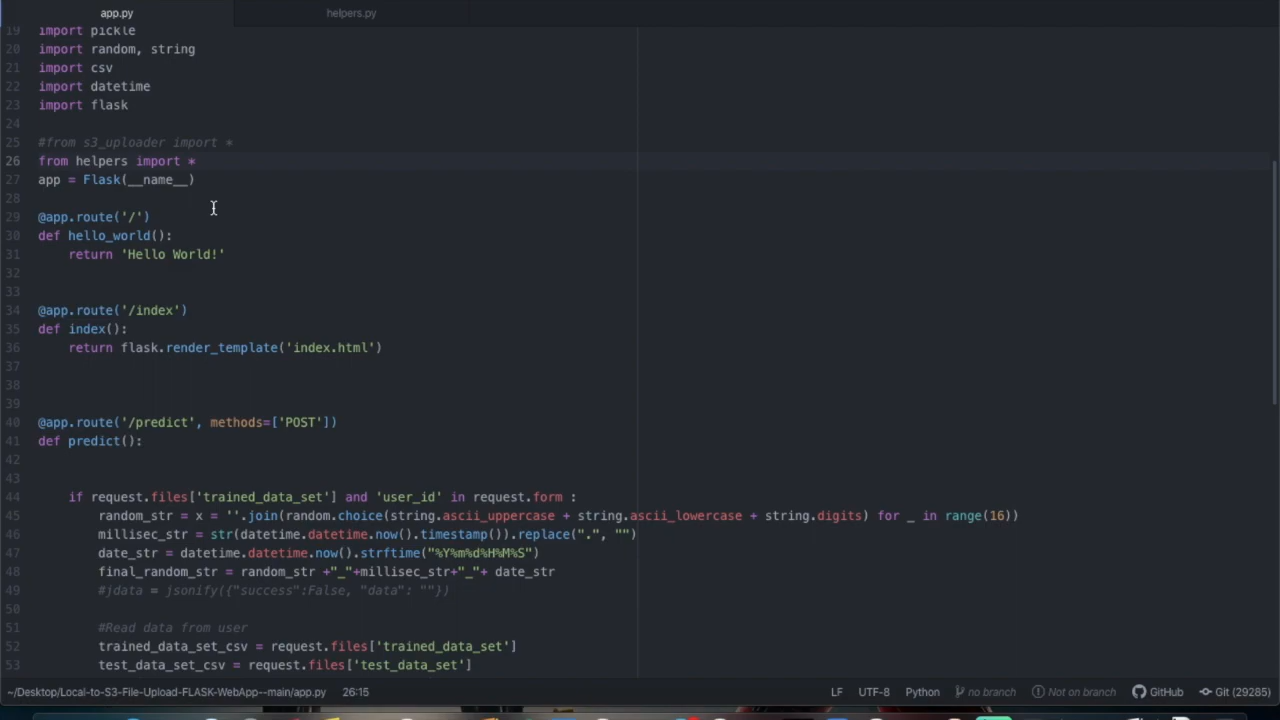 app.py
helpers.py
19 import pickle
20 import random, string
21 import csv
22 import datetime
23 import flask
24
25 #from s3_uploader import *
26 from helpers import *
27 app = Flask(__name__)
28
29 @app.route('/')
30 def hello_world():
31     return 'Hello World!'
32
33
34 @app.route('/index')
35 def index():
36     return flask.render_template('index.html')
37
38
39
40 @app.route('/predict', methods=['POST'])
41 def predict():
42
43
44     if request.files['trained_data_set'] and 'user_id' in request.form :
45         random_str = x = ''.join(random.choice(string.ascii_uppercase + string.ascii_lowercase + string.digits) for _ in range(16))
46         millisec_str = str(datetime.datetime.now().timestamp()).replace(".", "")
47         date_str = datetime.datetime.now().strftime("%Y%m%d%H%M%S")
48         final_random_str = random_str +"_"+millisec_str+"_"+ date_str
49         #jdata = jsonify({"success":False, "data": ""})
50
51         #Read data from user
52         trained_data_set_csv = request.files['trained_data_set']
53         test_data_set_csv = request.files['test_data_set']
~/Desktop/Local-to-S3-File-Upload-FLASK-WebApp--main/app.py 26:15 LF UTF-8 Python no branch Not on branch GitHub Git (29285)